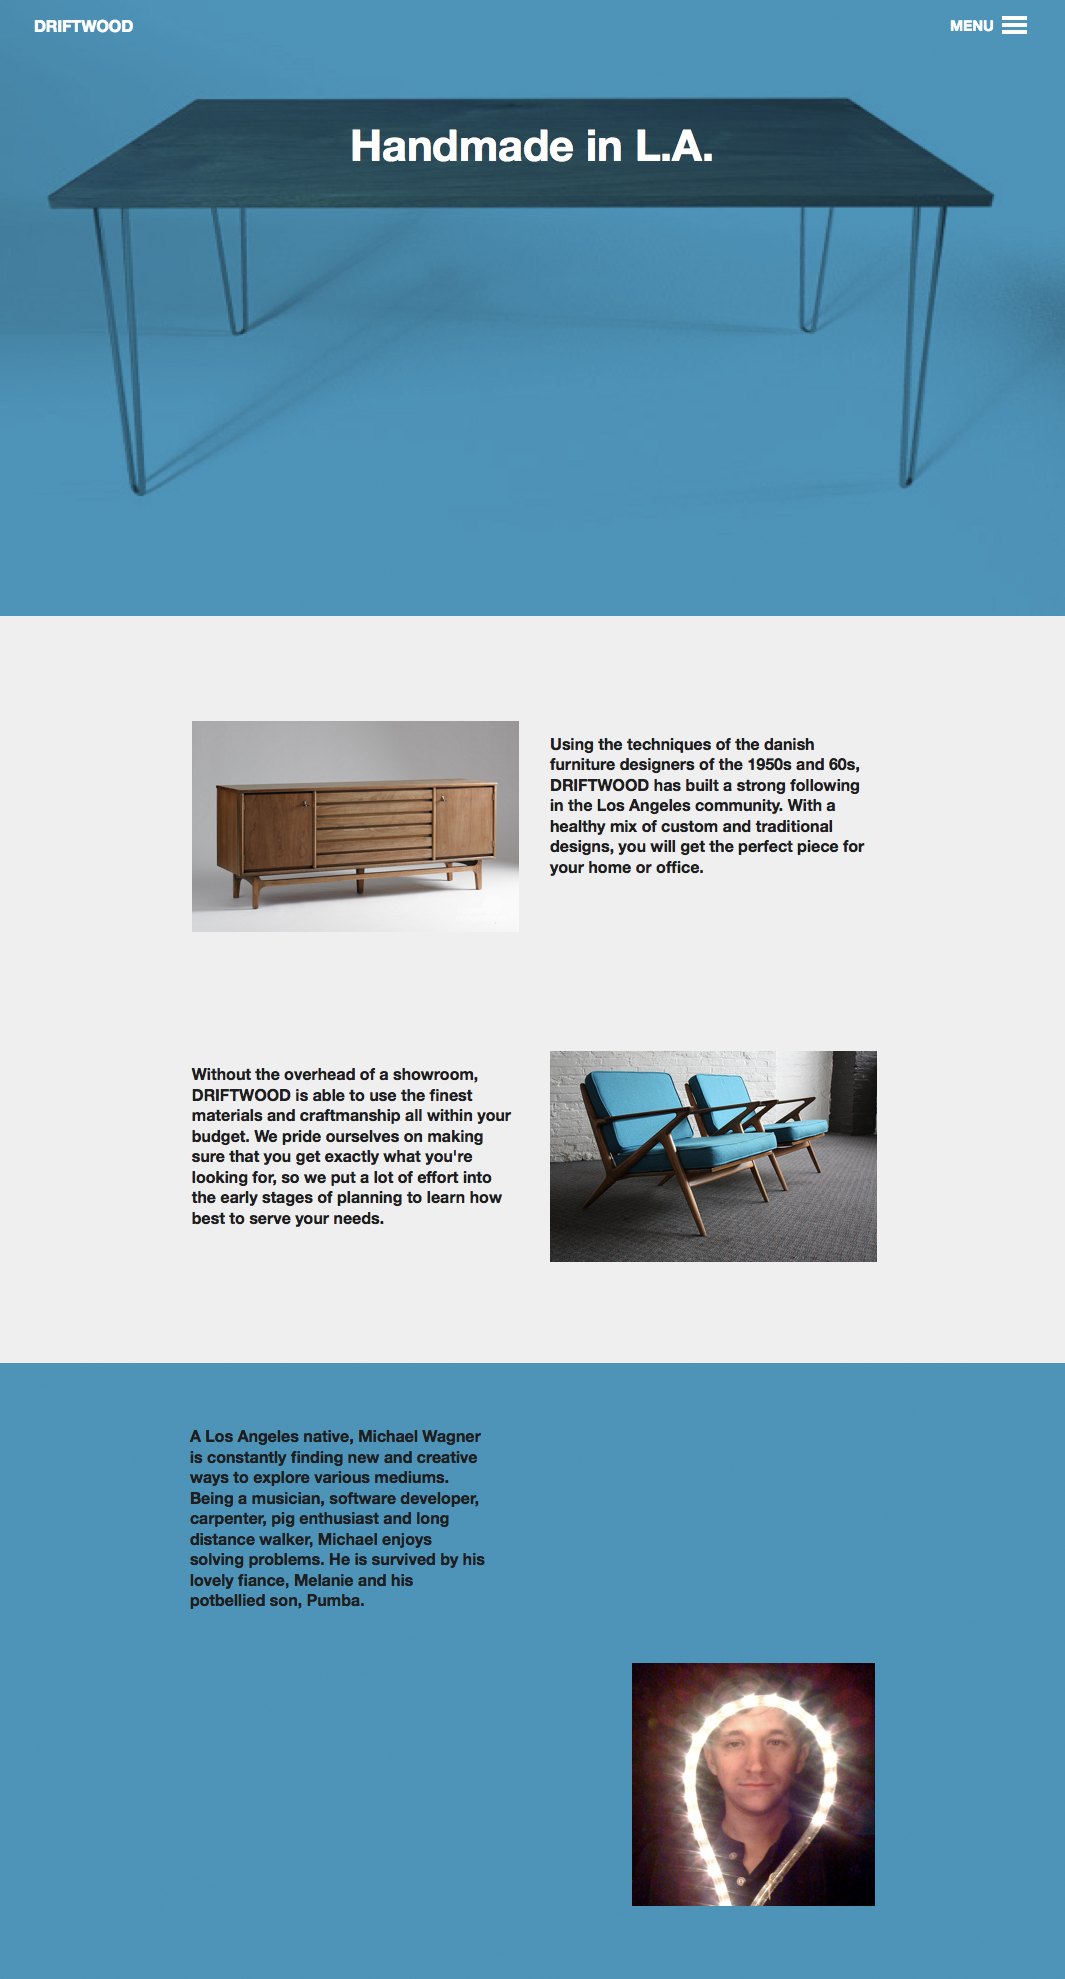 DRIFTWOOD
MENU
Handmade in L.A.
Using the techniques of the danish
furniture designers of the 1950s and 60s,
DRIFTWOOD has built a strong following
in the Los Angeles community. With a
healthy mix of custom and traditional
designs, you will get the perfect piece for
your home or office.
Without the overhead of a showroom,
DRIFTWOOD is able to use the finest
materials and craftmanship all within your
budget. We pride ourselves on making
sure that you get exactly what you're
looking for, so we put a lot of effort into
the early stages of planning to learn how
best to serve your needs.
A Los Angeles native, Michael Wagner
is constantly finding new and creative
ways to explore various mediums.
Being a musician, software developer,
carpenter, pig enthusiast and long
distance walker, Michael enjoys
solving problems. He is survived by his
lovely fiance, Melanie and his
potbellied son, Pumba.